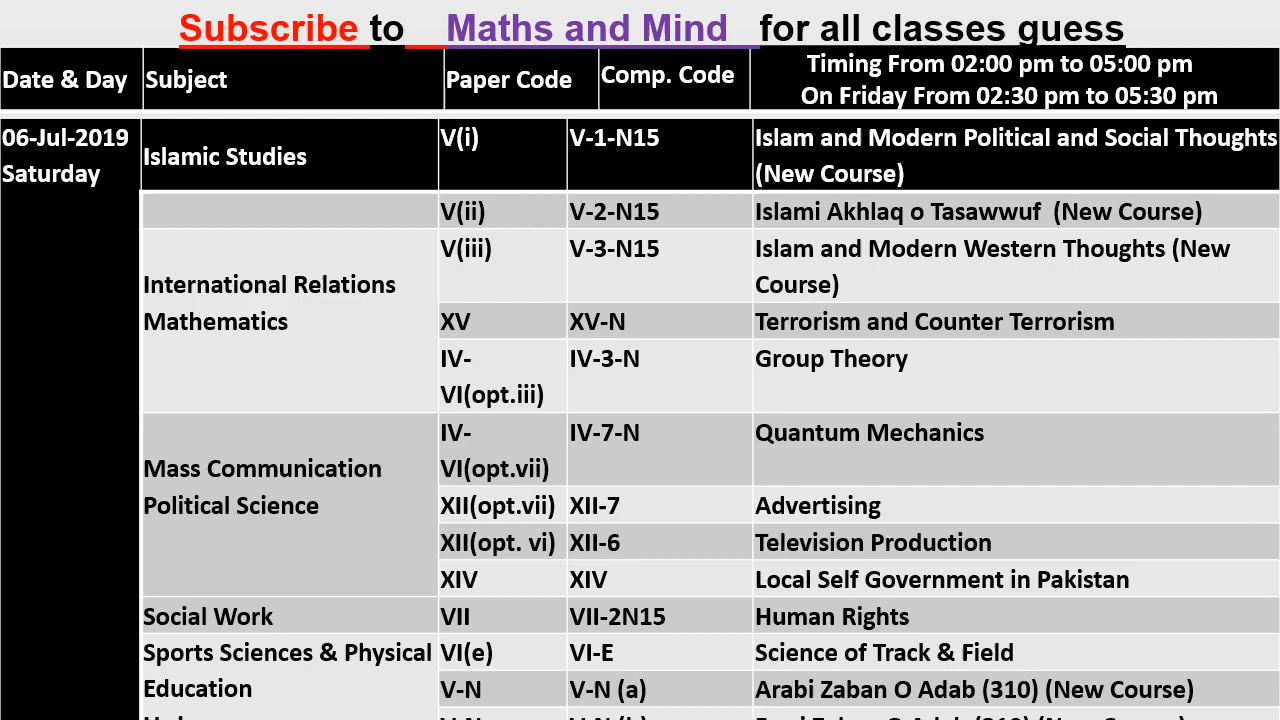 Subscribe to Maths and Mind for all classes guess
Date & Day Subject Paper Code Comp. Code Timing From 02:00 pm to 05:00 pm
On Friday From 02:30 pm to 05:30 pm
06-Jul-2019 Saturday Islamic Studies V(i) V-1-N15 Islam and Modern Political and Social Thoughts
(New Course)
V(ii) V-2-N15 Islami Akhlaq o Tasawwuf (New Course)
V(iii) V-3-N15 Islam and Modern Western Thoughts (New
Course)
International Relations
Mathematics XV XV-N Terrorism and Counter Terrorism
IV- IV-3-N Group Theory
VI(opt.iii)
IV- IV-7-N Quantum Mechanics
VI(opt.vii)
Mass Communication
Political Science XII(opt.vii) XII-7 Advertising
XII(opt. vi) XII-6 Television Production
XIV XIV Local Self Government in Pakistan
Social Work VII VII-2N15 Human Rights
Sports Sciences & Physical VI(e) VI-E Science of Track & Field
Education V-N V-N (a) Arabi Zaban O Adab (310) (New Course)